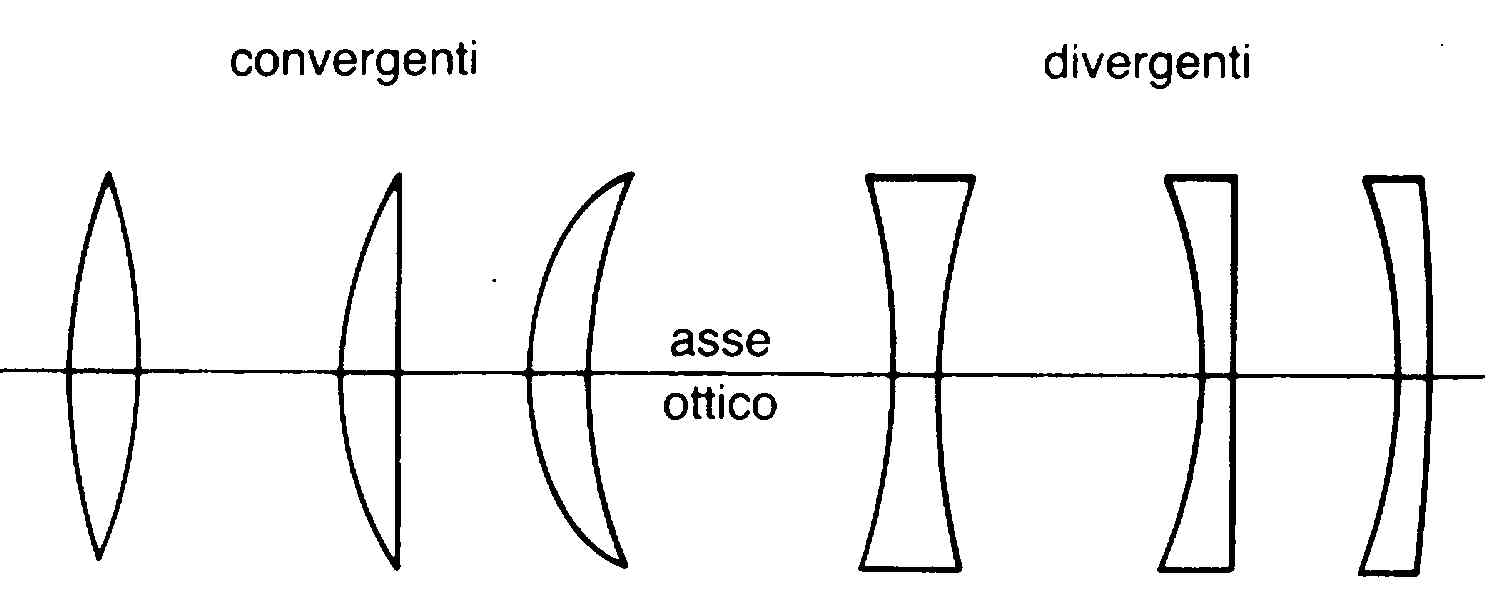 convergenti
divergenti
asse
ottico